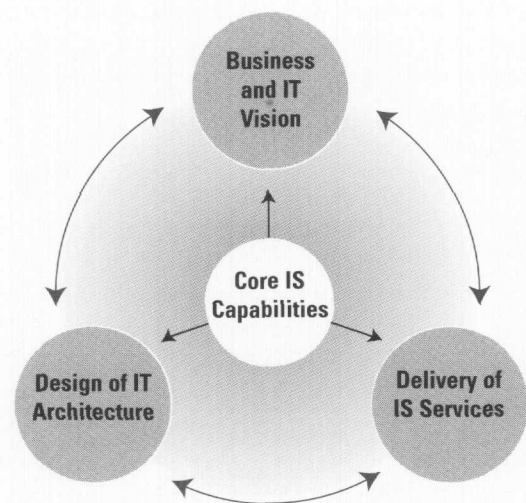 Business
and IT
Vision
Core IS
Capabilities
Design of IT
Architecture
Delivery of
IS Services